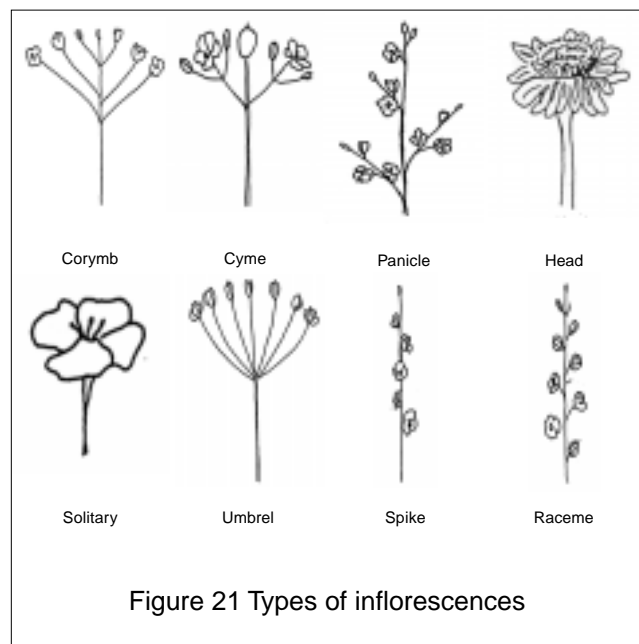 Corymb Cyme Panicle Head
Solitary Umbrel Spike Raceme
Figure 21 Types of inflorescences